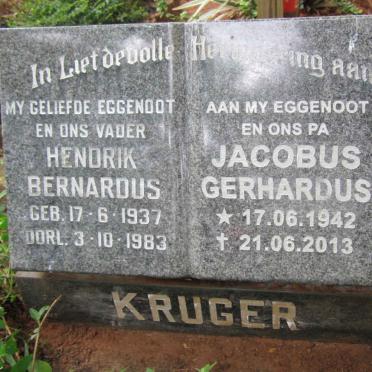 In Liefdevolle Herinnering aan
MY GELIEFDE EGGENOOT
EN ONS VADER
HENDRIK
BERNARDUS
GEB. 17-6-1937
OORL. 3-10-1983
AAN MY EGGENOOT
EN ONS PA
JACOBUS
GERHARDUS
★ 17.06.1942
✝ 21.06.2013
KRUGER